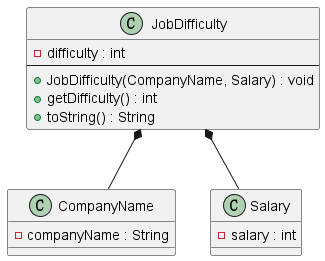 C JobDifficulty
difficulty : int
JobDifficulty(CompanyName, Salary) : void
getDifficulty() : int
toString() : String
C CompanyName
companyName : String
C Salary
salary : int